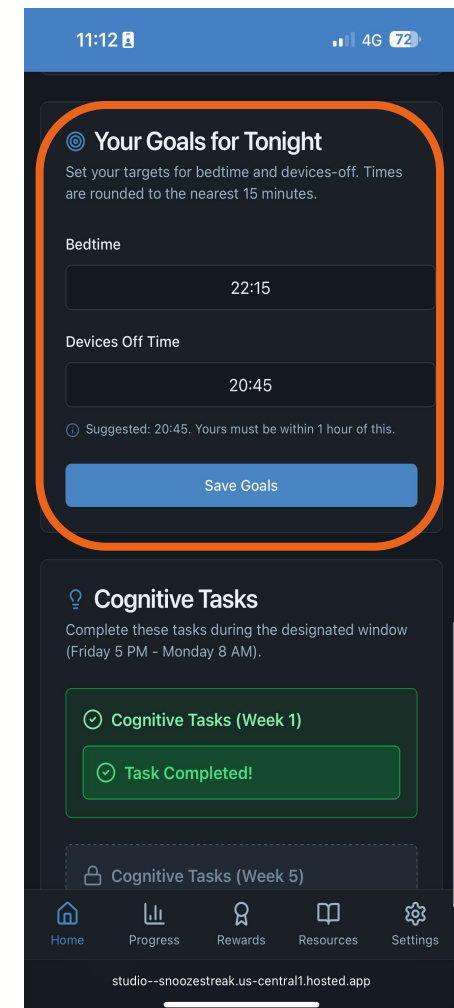 11:12
4G 72
Your Goals for Tonight
Set your targets for bedtime and devices-off. Times
are rounded to the nearest 15 minutes.
Bedtime
22:15
Devices Off Time
20:45
Suggested: 20:45. Yours must be within 1 hour of this.
Save Goals
Cognitive Tasks
Complete these tasks during the designated window
(Friday 5 PM - Monday 8 AM).
Cognitive Tasks (Week 1)
Task Completed!
Cognitive Tasks (Week 5)
Home Progress Rewards Resources Settings
studio--snoozestreak.us-central1.hosted.app